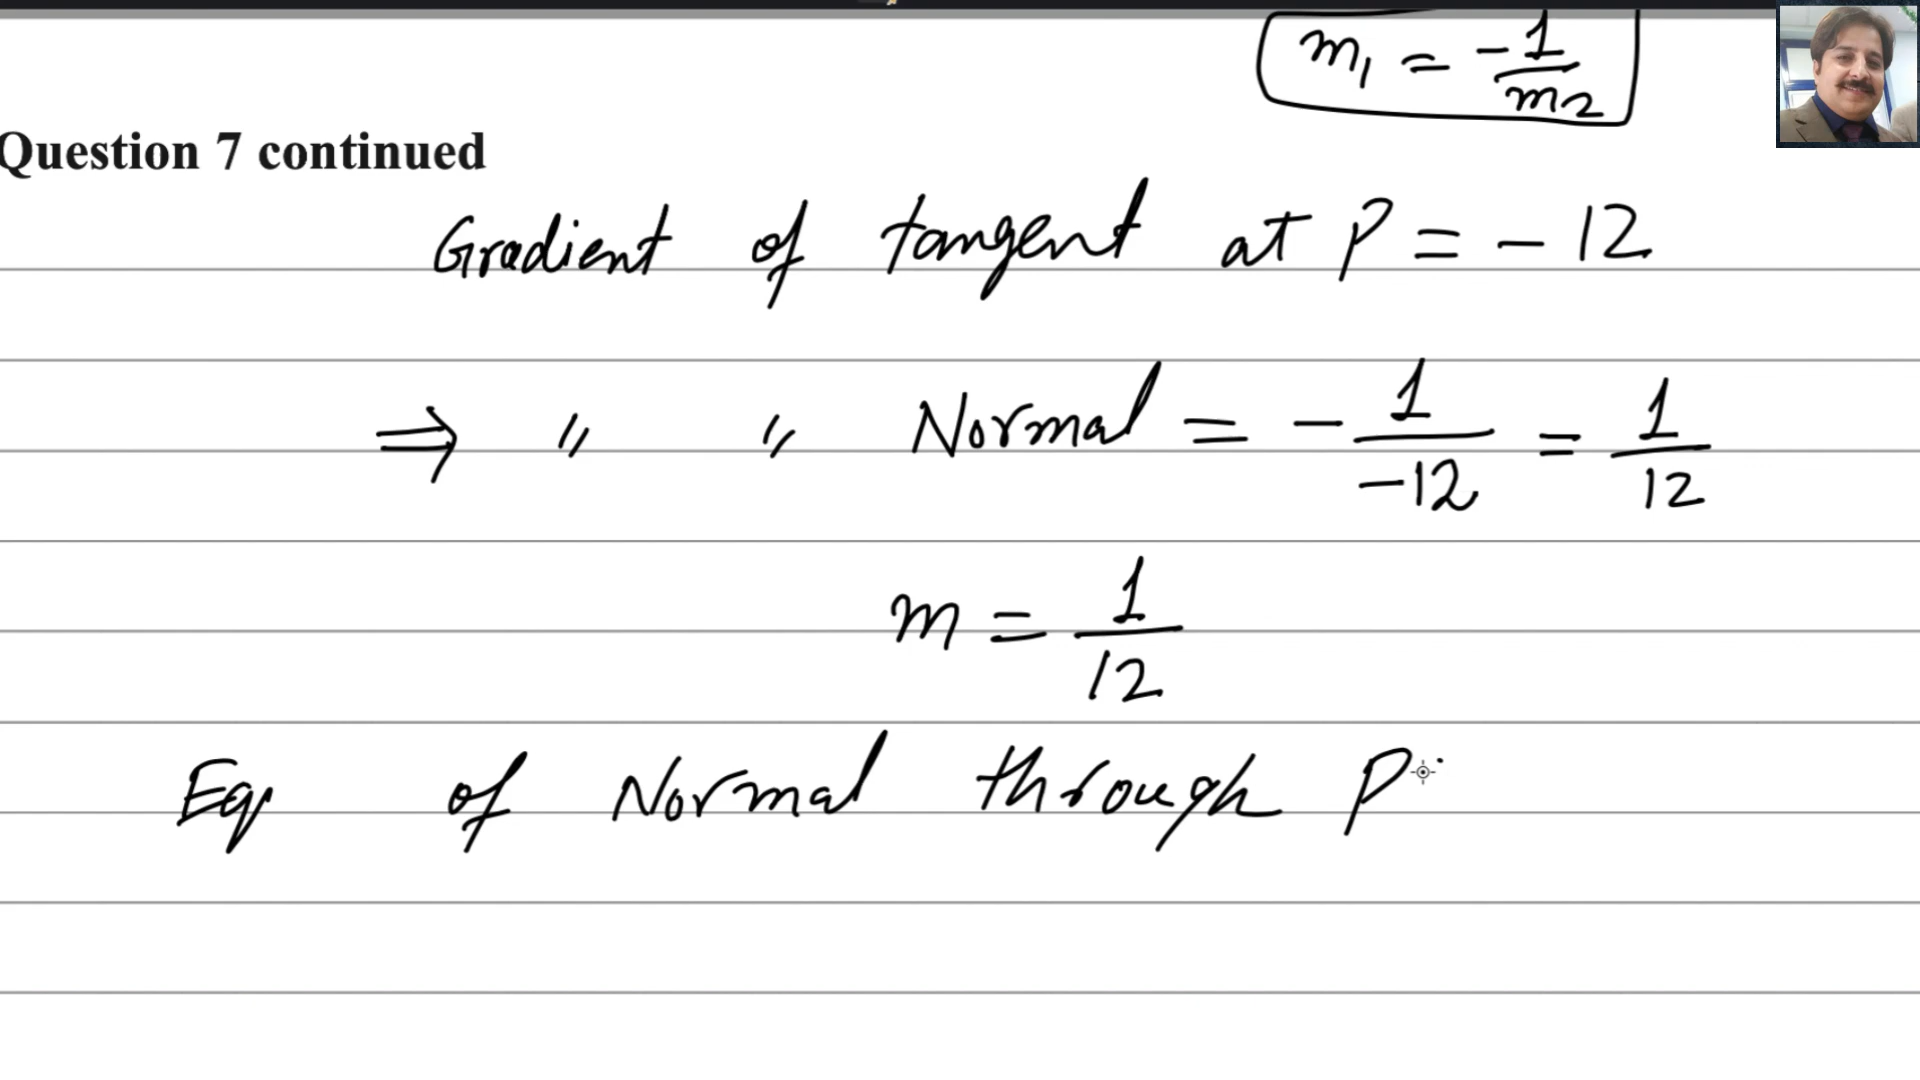 m₁ = -1/m₂
Question 7 continued
Gradient of tangent at P = -12
⇒ " " Normal = - 1/-12 = 1/12
m = 1/12
Eq of Normal through P